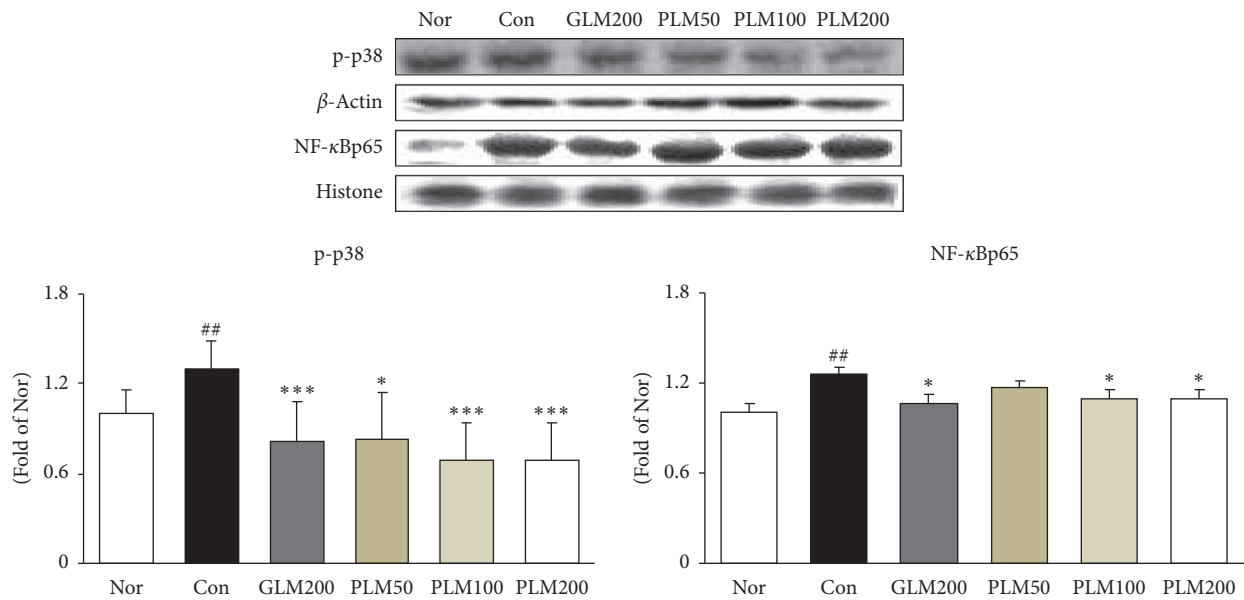 Nor Con GLM200 PLM50 PLM100 PLM200
p-p38
β-Actin
NF-κBp65
Histone
p-p38
1.8
1.2
0.6
0
(Fold of Nor)
##
***
*
***
***
Nor Con GLM200 PLM50 PLM100 PLM200
NF-κBp65
1.8
1.2
0.6
0
(Fold of Nor)
##
*
*
*
Nor Con GLM200 PLM50 PLM100 PLM200